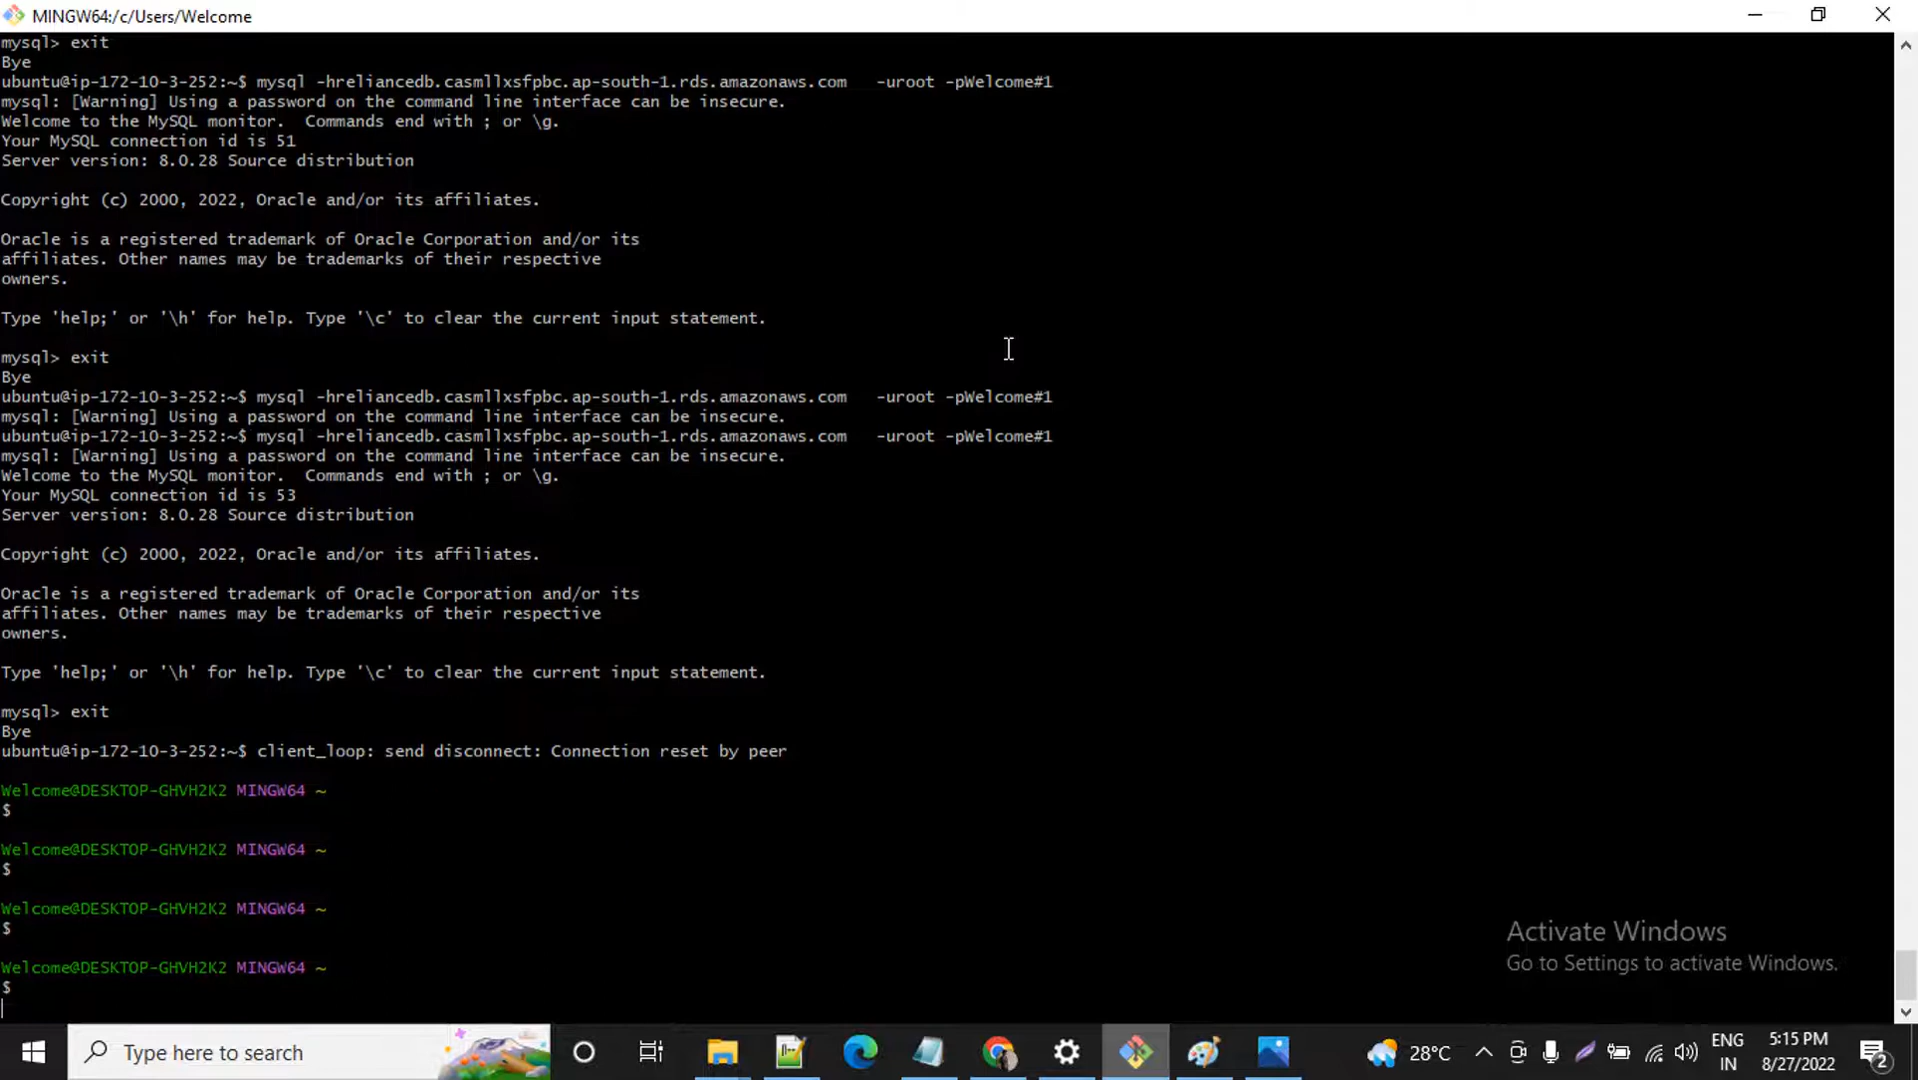 MINGW64:/c/Users/Welcome
mysql> exit
Bye
ubuntu@ip-172-10-3-252:~$ mysql -hreliancedb.casmllxsfpbc.ap-south-1.rds.amazonaws.com   -uroot -pWelcome#1
mysql: [Warning] Using a password on the command line interface can be insecure.
Welcome to the MySQL monitor.  Commands end with ; or \g.
Your MySQL connection id is 51
Server version: 8.0.28 Source distribution
Copyright (c) 2000, 2022, Oracle and/or its affiliates.
Oracle is a registered trademark of Oracle Corporation and/or its
affiliates. Other names may be trademarks of their respective
owners.
Type 'help;' or '\h' for help. Type '\c' to clear the current input statement.
mysql> exit
Bye
ubuntu@ip-172-10-3-252:~$ mysql -hreliancedb.casmllxsfpbc.ap-south-1.rds.amazonaws.com   -uroot -pWelcome#1
mysql: [Warning] Using a password on the command line interface can be insecure.
ubuntu@ip-172-10-3-252:~$ mysql -hreliancedb.casmllxsfpbc.ap-south-1.rds.amazonaws.com   -uroot -pWelcome#1
mysql: [Warning] Using a password on the command line interface can be insecure.
Welcome to the MySQL monitor.  Commands end with ; or \g.
Your MySQL connection id is 53
Server version: 8.0.28 Source distribution
Copyright (c) 2000, 2022, Oracle and/or its affiliates.
Oracle is a registered trademark of Oracle Corporation and/or its
affiliates. Other names may be trademarks of their respective
owners.
Type 'help;' or '\h' for help. Type '\c' to clear the current input statement.
mysql> exit
Bye
ubuntu@ip-172-10-3-252:~$ client_loop: send disconnect: Connection reset by peer
Welcome@DESKTOP-GHVH2K2 MINGW64 ~
$
Welcome@DESKTOP-GHVH2K2 MINGW64 ~
$
Welcome@DESKTOP-GHVH2K2 MINGW64 ~
$
Welcome@DESKTOP-GHVH2K2 MINGW64 ~
$
Activate Windows
Go to Settings to activate Windows.
Type here to search
28°C
ENG
IN
5:15 PM
8/27/2022
2